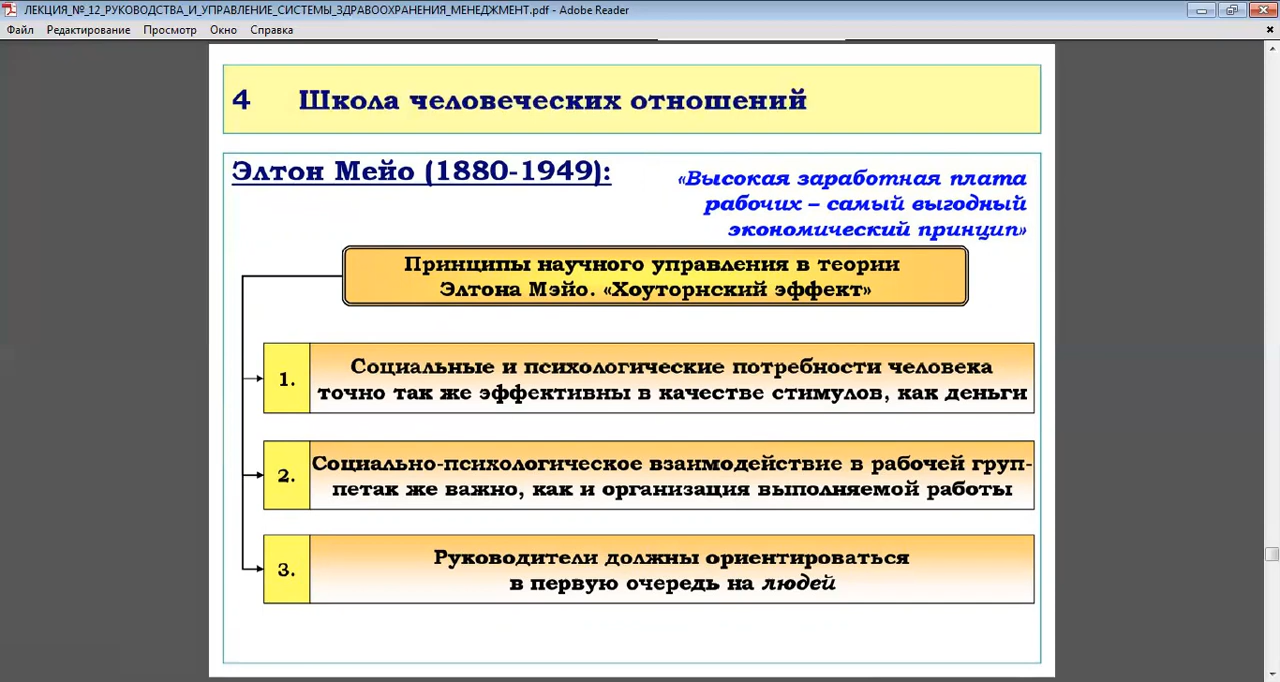 ЛЕКЦИЯ_№_12_РУКОВОДСТВА_И_УПРАВЛЕНИЕ_СИСТЕМЫ_ЗДРАВООХРАНЕНИЯ_МЕНЕДЖМЕНТ.pdf - Adobe Reader
Файл Редактирование Просмотр Окно Справка
4 Школа человеческих отношений
Элтон Мейо (1880-1949):
«Высокая заработная плата
рабочих – самый выгодный
экономический принцип»
Принципы научного управления в теории
Элтона Мэйо. «Хоуторнский эффект»
1.
Социальные и психологические потребности человека
точно так же эффективны в качестве стимулов, как деньги
2.
Социально-психологическое взаимодействие в рабочей груп-
петак же важно, как и организация выполняемой работы
3.
Руководители должны ориентироваться
в первую очередь на людей